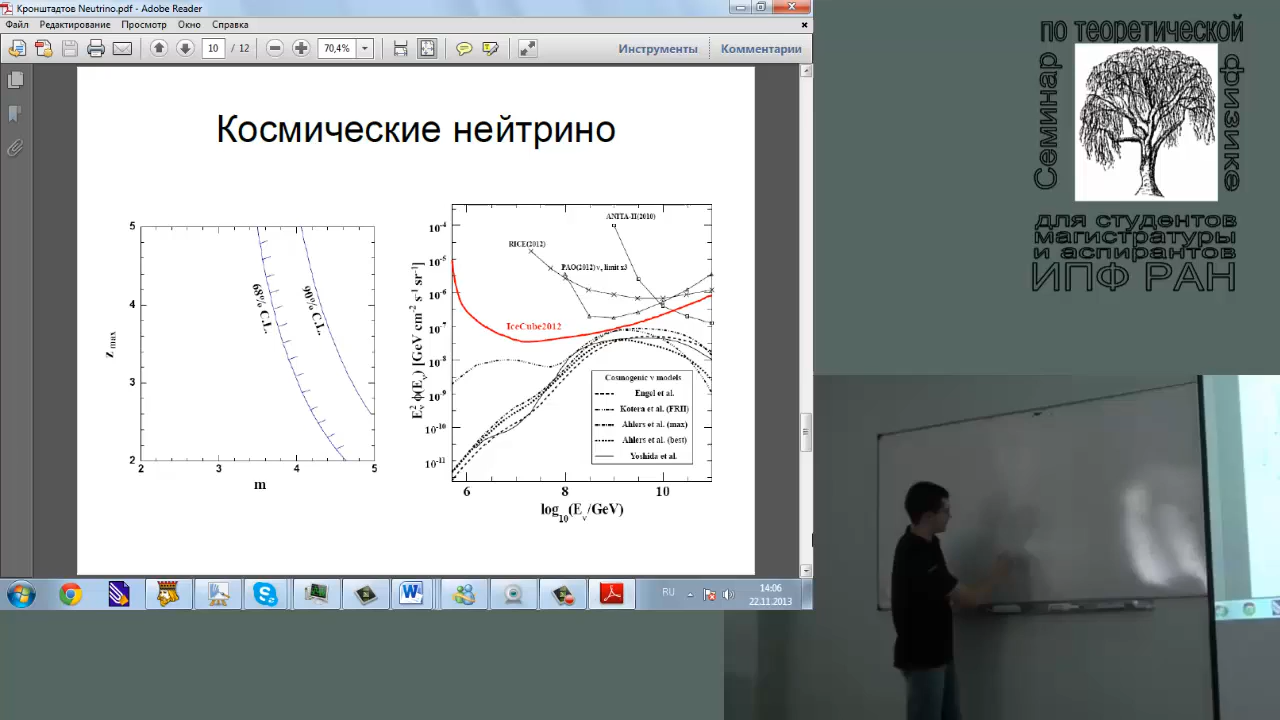 Кронштадтов Neutrino.pdf - Adobe Reader
Файл Редактирование Просмотр Окно Справка
10 / 12 70,4% Инструменты Комментарии
Космические нейтрино
5
4
3
2
2 3 4 5
z max
m
68% C.L.
90% C.L.
10-4
10-5
10-6
10-7
10-8
10-9
10-10
10-11
6 8 10
E²ν ϕ(Eν) [GeV cm-2 s-1 sr-1]
log10(Eν/GeV)
ANITA-II(2010)
RICE(2012)
PAO(2012) ντ limit x3
IceCube2012
Cosmogenic ν models
Engel et al.
Kotera et al. (FRII)
Ahlers et al. (max)
Ahlers et al. (best)
Yoshida et al.
RU 14:06
22.11.2013
по теоретической
Семинар
физике
для студентов
магистратуры
и аспирантов
ИПФ РАН